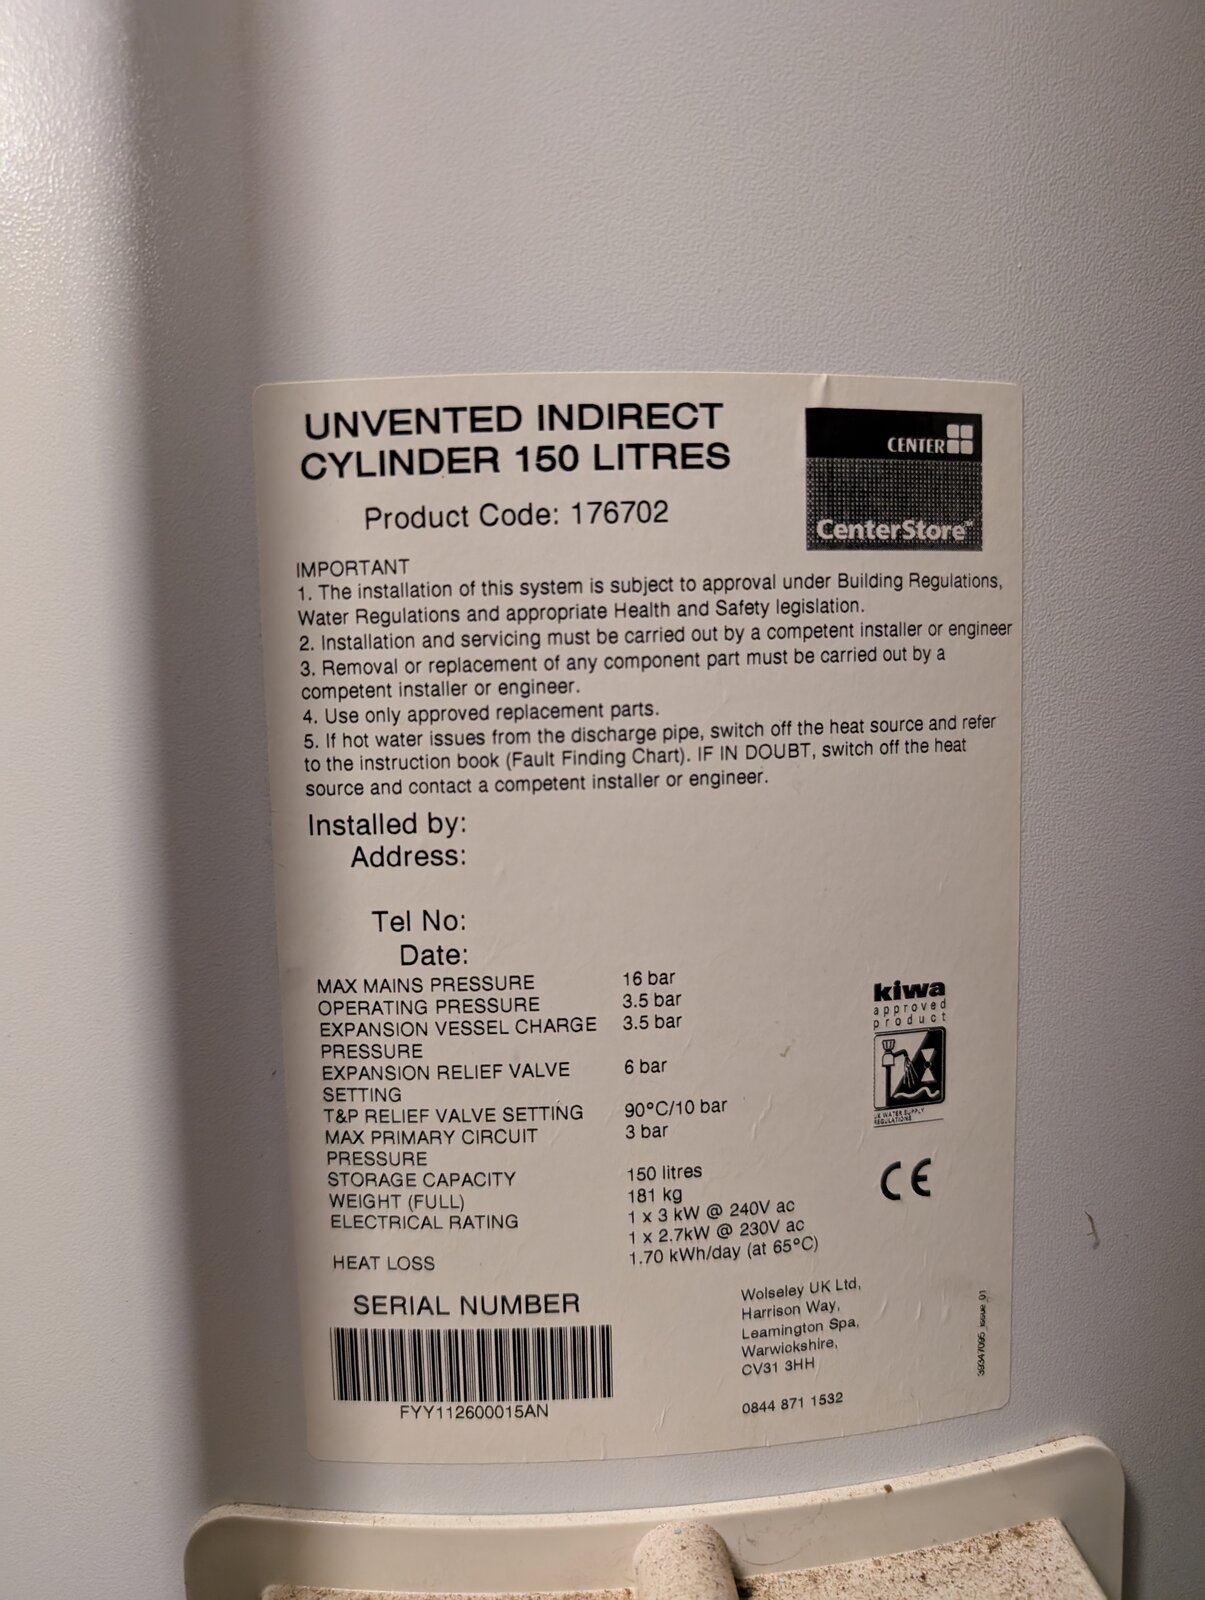 UNVENTED INDIRECT
CYLINDER 150 LITRES
Product Code: 176702
CENTER
CenterStore™
IMPORTANT
1. The installation of this system is subject to approval under Building Regulations,
Water Regulations and appropriate Health and Safety legislation.
2. Installation and servicing must be carried out by a competent installer or engineer
3. Removal or replacement of any component part must be carried out by a
competent installer or engineer.
4. Use only approved replacement parts.
5. If hot water issues from the discharge pipe, switch off the heat source and refer
to the instruction book (Fault Finding Chart). IF IN DOUBT, switch off the heat
source and contact a competent installer or engineer.
Installed by:
Address:
Tel No:
Date:
MAX MAINS PRESSURE 16 bar
OPERATING PRESSURE 3.5 bar
EXPANSION VESSEL CHARGE 3.5 bar
PRESSURE
EXPANSION RELIEF VALVE 6 bar
SETTING
T&P RELIEF VALVE SETTING 90°C/10 bar
MAX PRIMARY CIRCUIT 3 bar
PRESSURE
STORAGE CAPACITY 150 litres
WEIGHT (FULL) 181 kg
ELECTRICAL RATING 1 x 3 kW @ 240V ac
1 x 2.7kW @ 230V ac
HEAT LOSS 1.70 kWh/day (at 65°C)
kiwa
approved
product
UK WATER SUPPLY
REGULATIONS
CE
SERIAL NUMBER
FYY112600015AN
Wolseley UK Ltd,
Harrison Way,
Leamington Spa,
Warwickshire,
CV31 3HH
0844 871 1532
39347095 issue 01